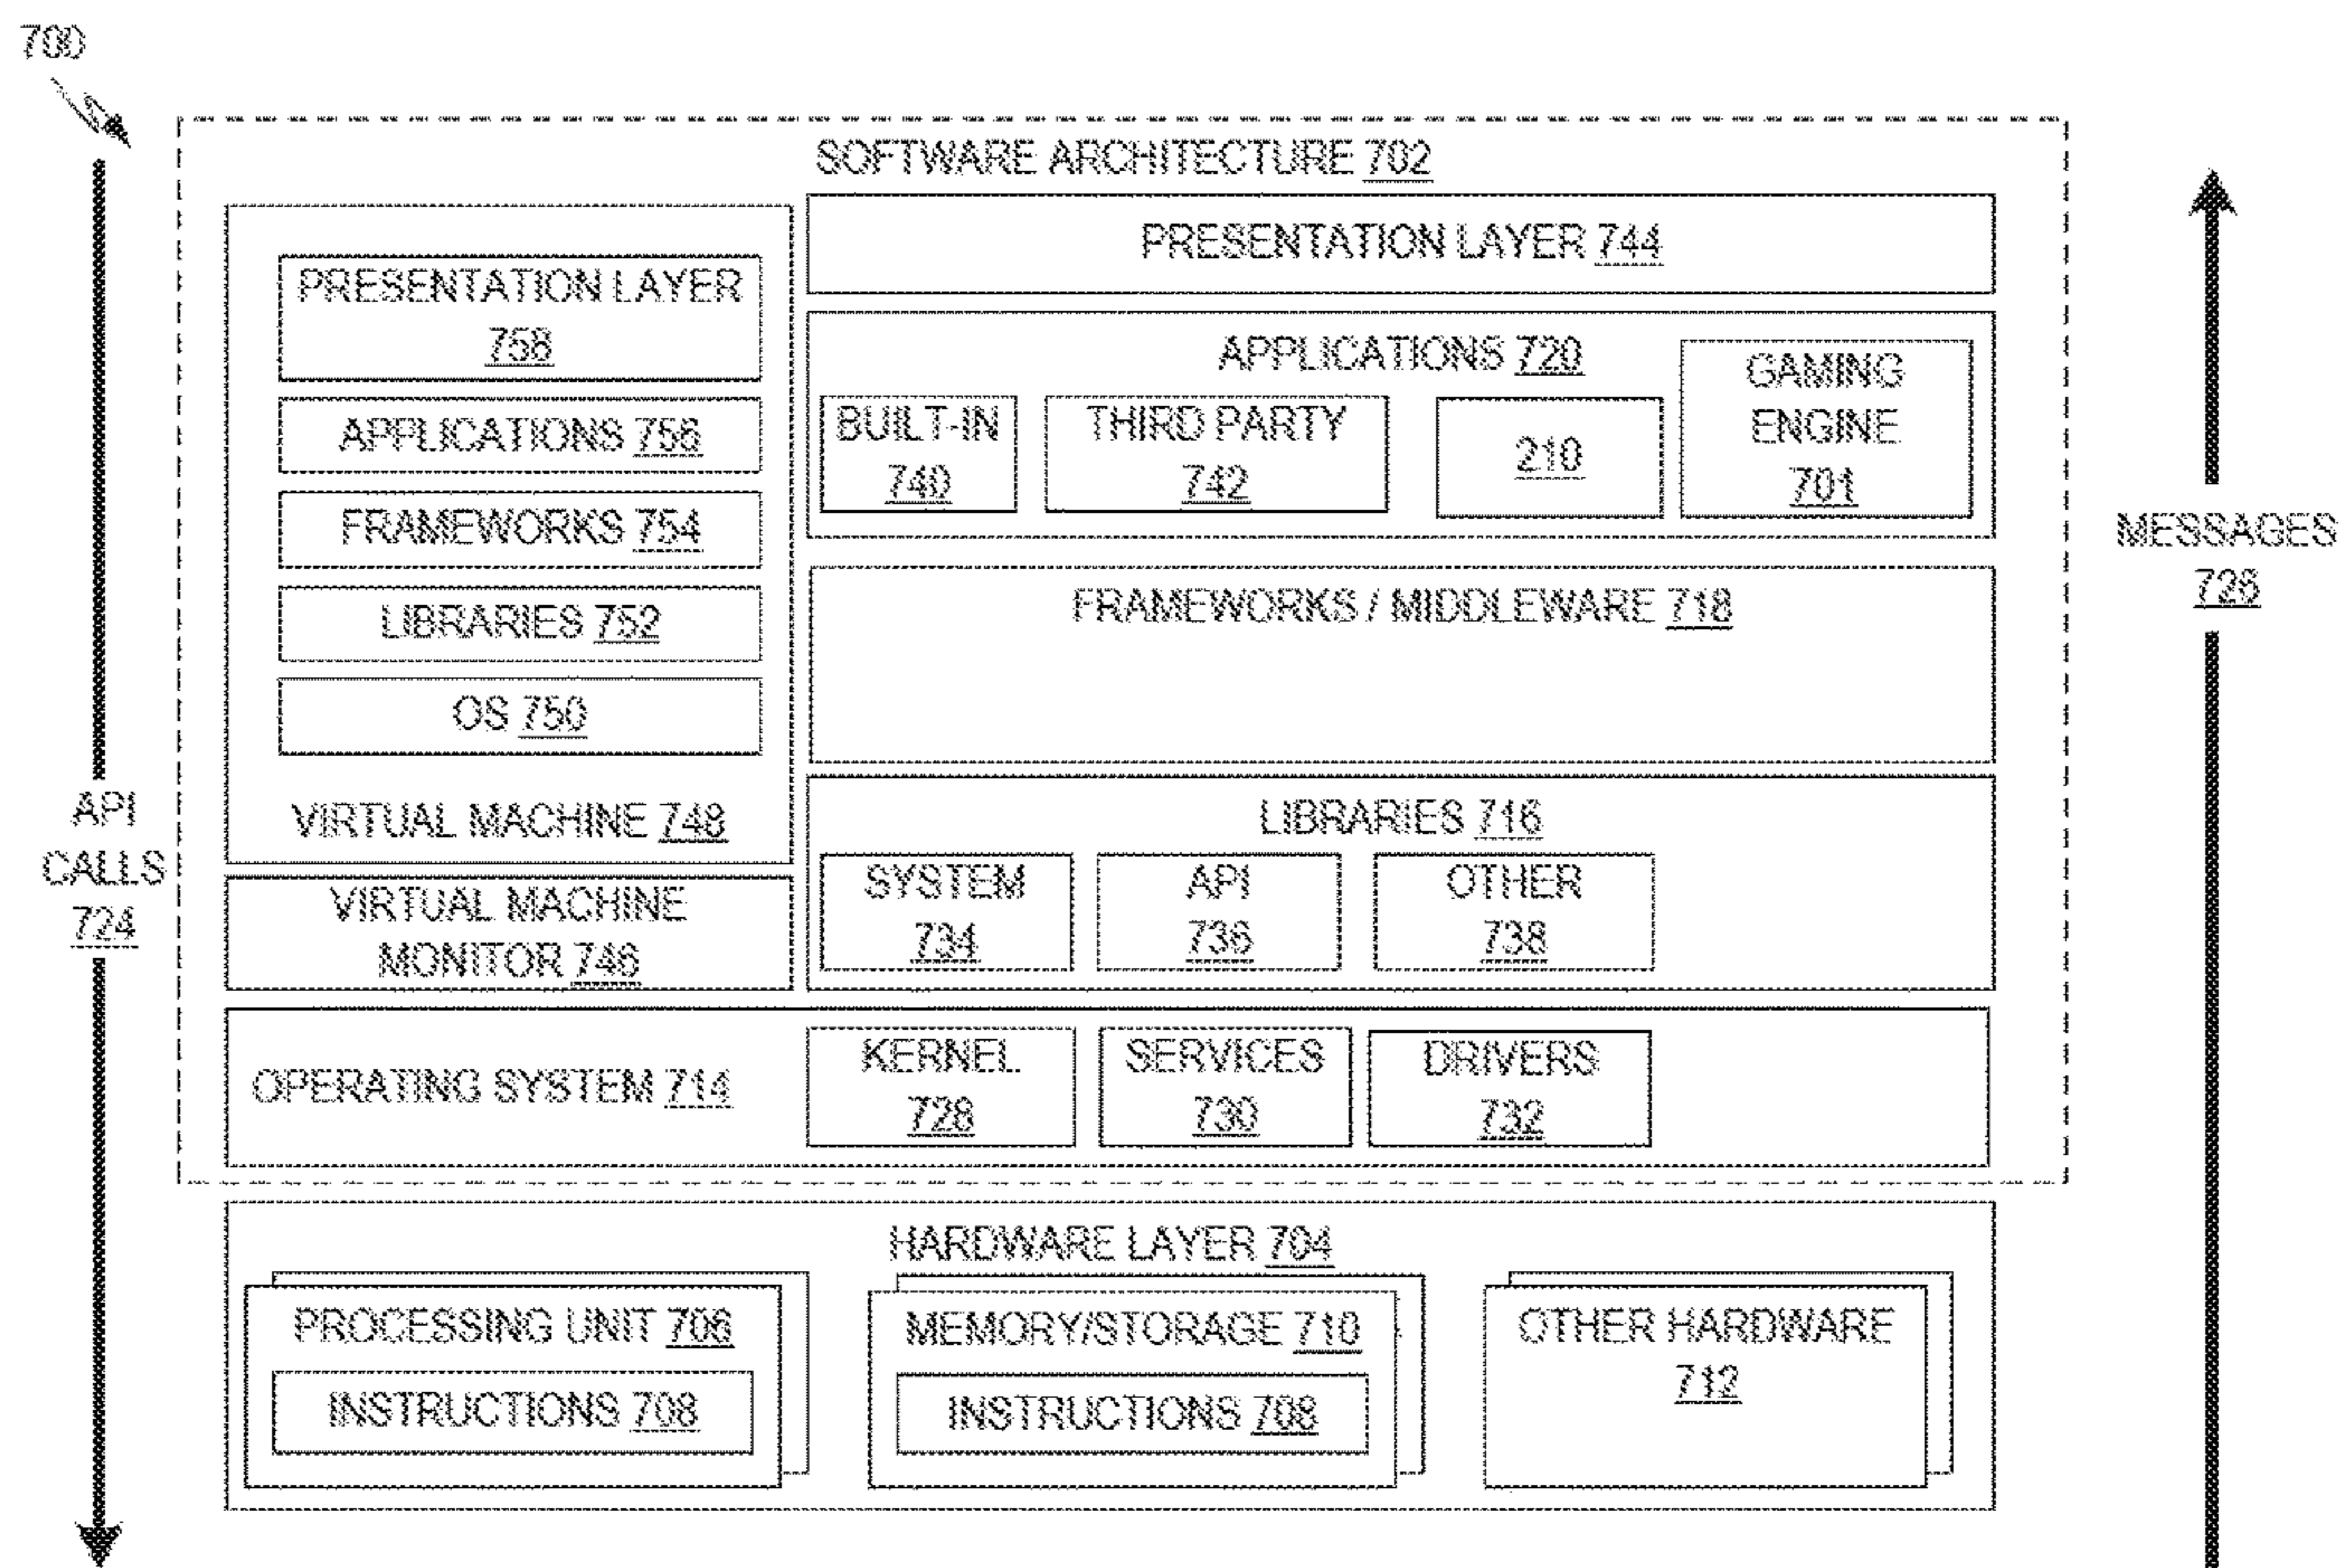 700
SOFTWARE ARCHITECTURE 702
PRESENTATION LAYER
758
APPLICATIONS 756
FRAMEWORKS 754
LIBRARIES 752
OS 750
VIRTUAL MACHINE 748
VIRTUAL MACHINE
MONITOR 746
PRESENTATION LAYER 744
APPLICATIONS 720
BUILT-IN
740
THIRD PARTY
742
210
GAMING
ENGINE
701
FRAMEWORKS / MIDDLEWARE 718
LIBRARIES 716
SYSTEM
734
API
736
OTHER
738
OPERATING SYSTEM 714
KERNEL
728
SERVICES
730
DRIVERS
732
HARDWARE LAYER 704
PROCESSING UNIT 706
INSTRUCTIONS 708
MEMORY/STORAGE 710
INSTRUCTIONS 708
OTHER HARDWARE
712
API
CALLS
724
MESSAGES
726